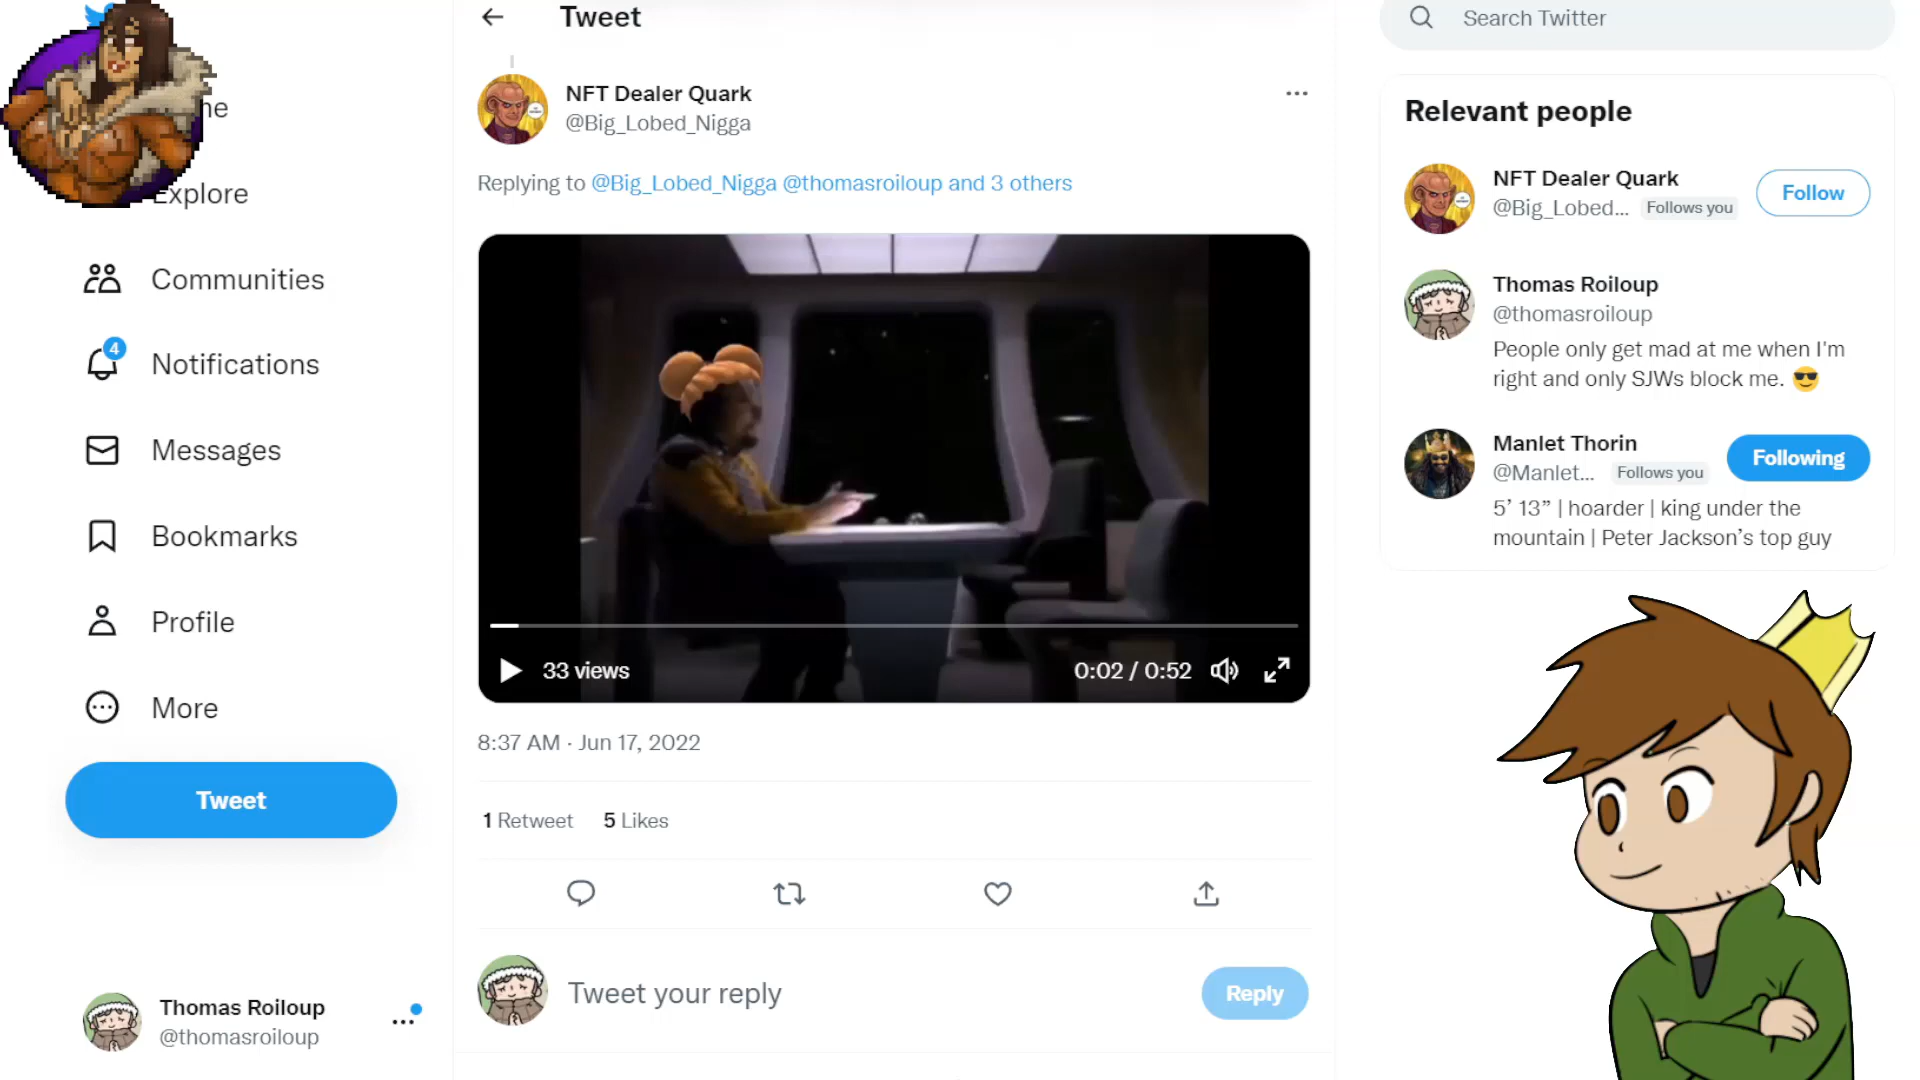 me
Explore
Communities
4
Notifications
Messages
Bookmarks
Profile
More
Tweet
Thomas Roiloup
@thomasroiloup
Tweet
NFT Dealer Quark
@Big_Lobed_Nigga
Replying to @Big_Lobed_Nigga @thomasroiloup and 3 others
33 views
0:02 / 0:52
8:37 AM · Jun 17, 2022
1 Retweet 5 Likes
Tweet your reply
Reply
Search Twitter
Relevant people
NFT Dealer Quark
@Big_Lobed... Follows you
Follow
Thomas Roiloup
@thomasroiloup
People only get mad at me when I'm
right and only SJWs block me. 😎
Manlet Thorin
@Manlet... Follows you
Following
5’ 13” | hoarder | king under the
mountain | Peter Jackson’s top guy